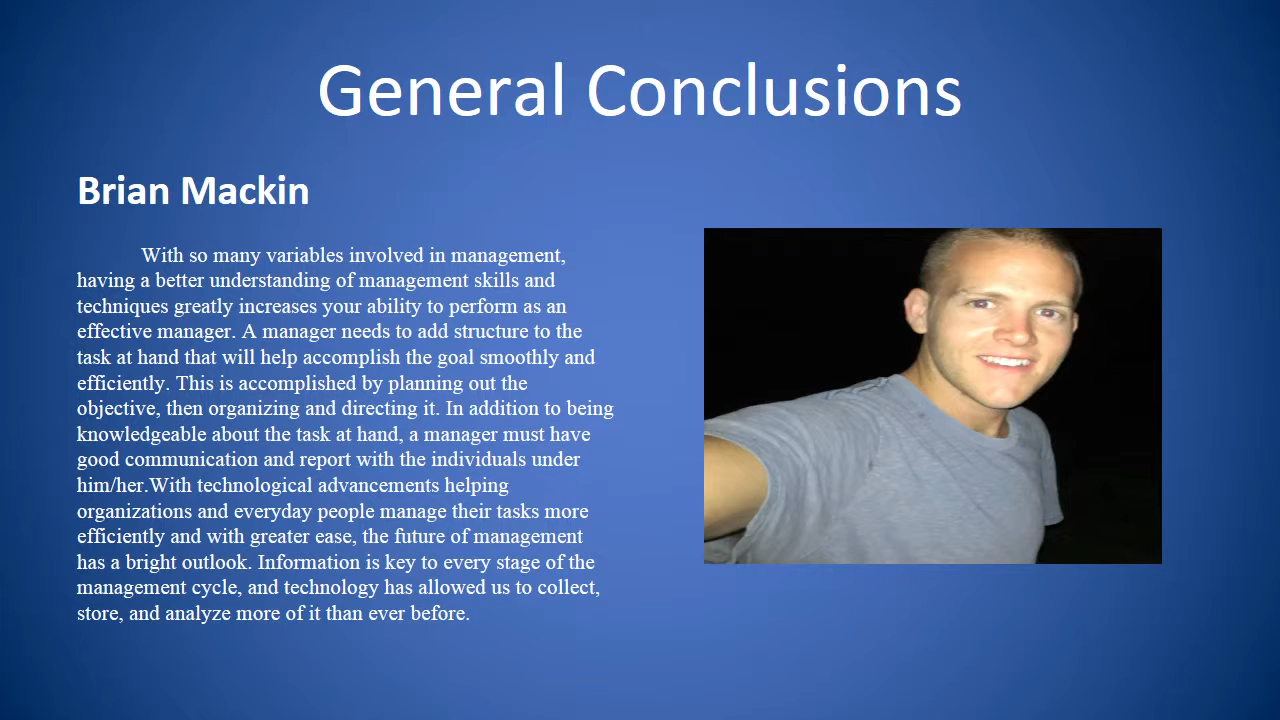 General Conclusions
Brian Mackin
With so many variables involved in management,
having a better understanding of management skills and
techniques greatly increases your ability to perform as an
effective manager. A manager needs to add structure to the
task at hand that will help accomplish the goal smoothly and
efficiently. This is accomplished by planning out the
objective, then organizing and directing it. In addition to being
knowledgeable about the task at hand, a manager must have
good communication and report with the individuals under
him/her.With technological advancements helping
organizations and everyday people manage their tasks more
efficiently and with greater ease, the future of management
has a bright outlook. Information is key to every stage of the
management cycle, and technology has allowed us to collect,
store, and analyze more of it than ever before.